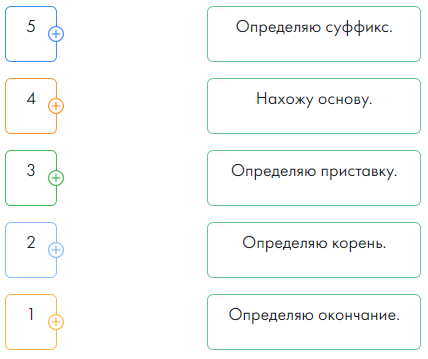 5 Определяю суффикс.
4 Нахожу основу.
3 Определяю приставку.
2 Определяю корень.
1 Определяю окончание.